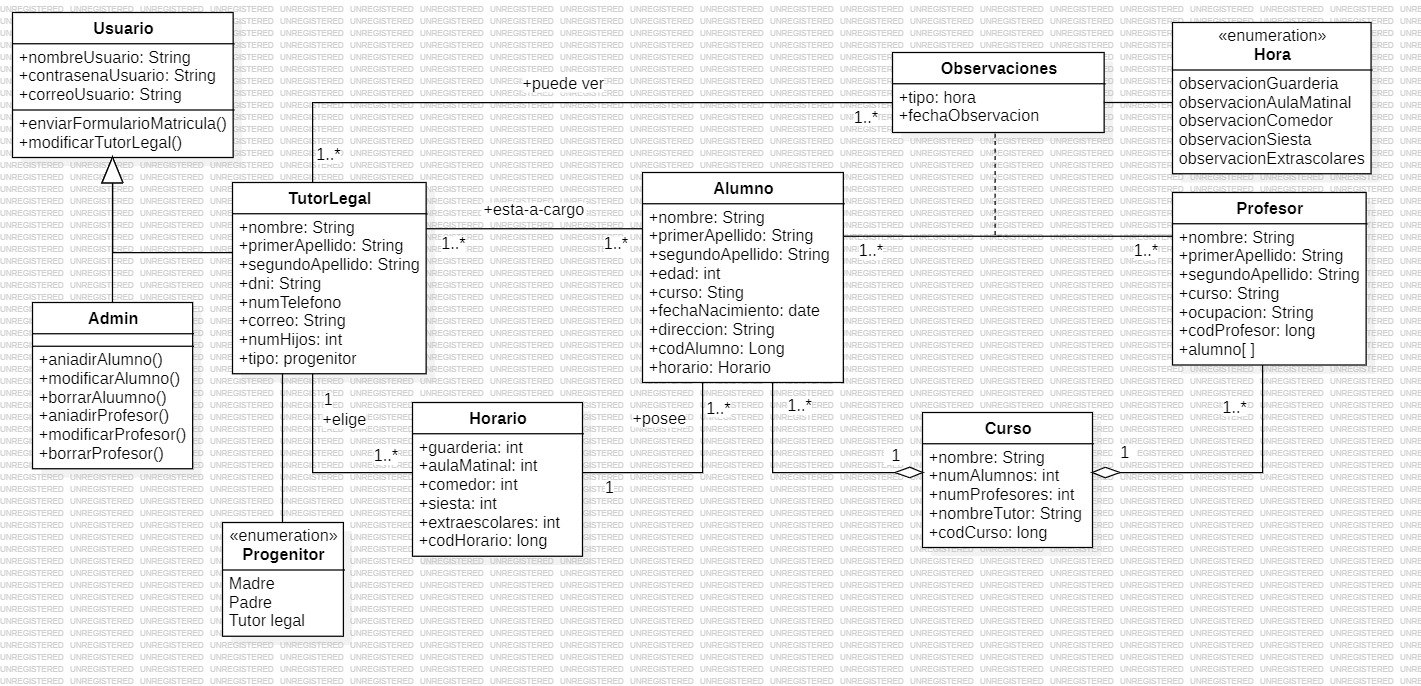 Usuario
+nombreUsuario: String
+contrasenaUsuario: String
+correoUsuario: String
+enviarFormularioMatricula()
+modificarTutorLegal()
+puede ver
1..*
1..*
Observaciones
+tipo: hora
+fechaObservacion
«enumeration»
Hora
observacionGuarderia
observacionAulaMatinal
observacionComedor
observacionSiesta
observacionExtrascolares
TutorLegal
+nombre: String
+primerApellido: String
+segundoApellido: String
+dni: String
+numTelefono
+correo: String
+numHijos: int
+tipo: progenitor
+esta-a-cargo
1..*
1..*
Alumno
+nombre: String
+primerApellido: String
+segundoApellido: String
+edad: int
+curso: Sting
+fechaNacimiento: date
+direccion: String
+codAlumno: Long
+horario: Horario
1..*
1..*
Profesor
+nombre: String
+primerApellido: String
+segundoApellido: String
+curso: String
+ocupacion: String
+codProfesor: long
+alumno[ ]
Admin
+aniadirAlumno()
+modificarAlumno()
+borrarAluumno()
+aniadirProfesor()
+modificarProfesor()
+borrarProfesor()
1
+elige
1..*
Horario
+guarderia: int
+aulaMatinal: int
+comedor: int
+siesta: int
+extraescolares: int
+codHorario: long
+posee
1..*
1
1..*
1
Curso
+nombre: String
+numAlumnos: int
+numProfesores: int
+nombreTutor: String
+codCurso: long
1
1..*
«enumeration»
Progenitor
Madre
Padre
Tutor legal
UNREGISTERED